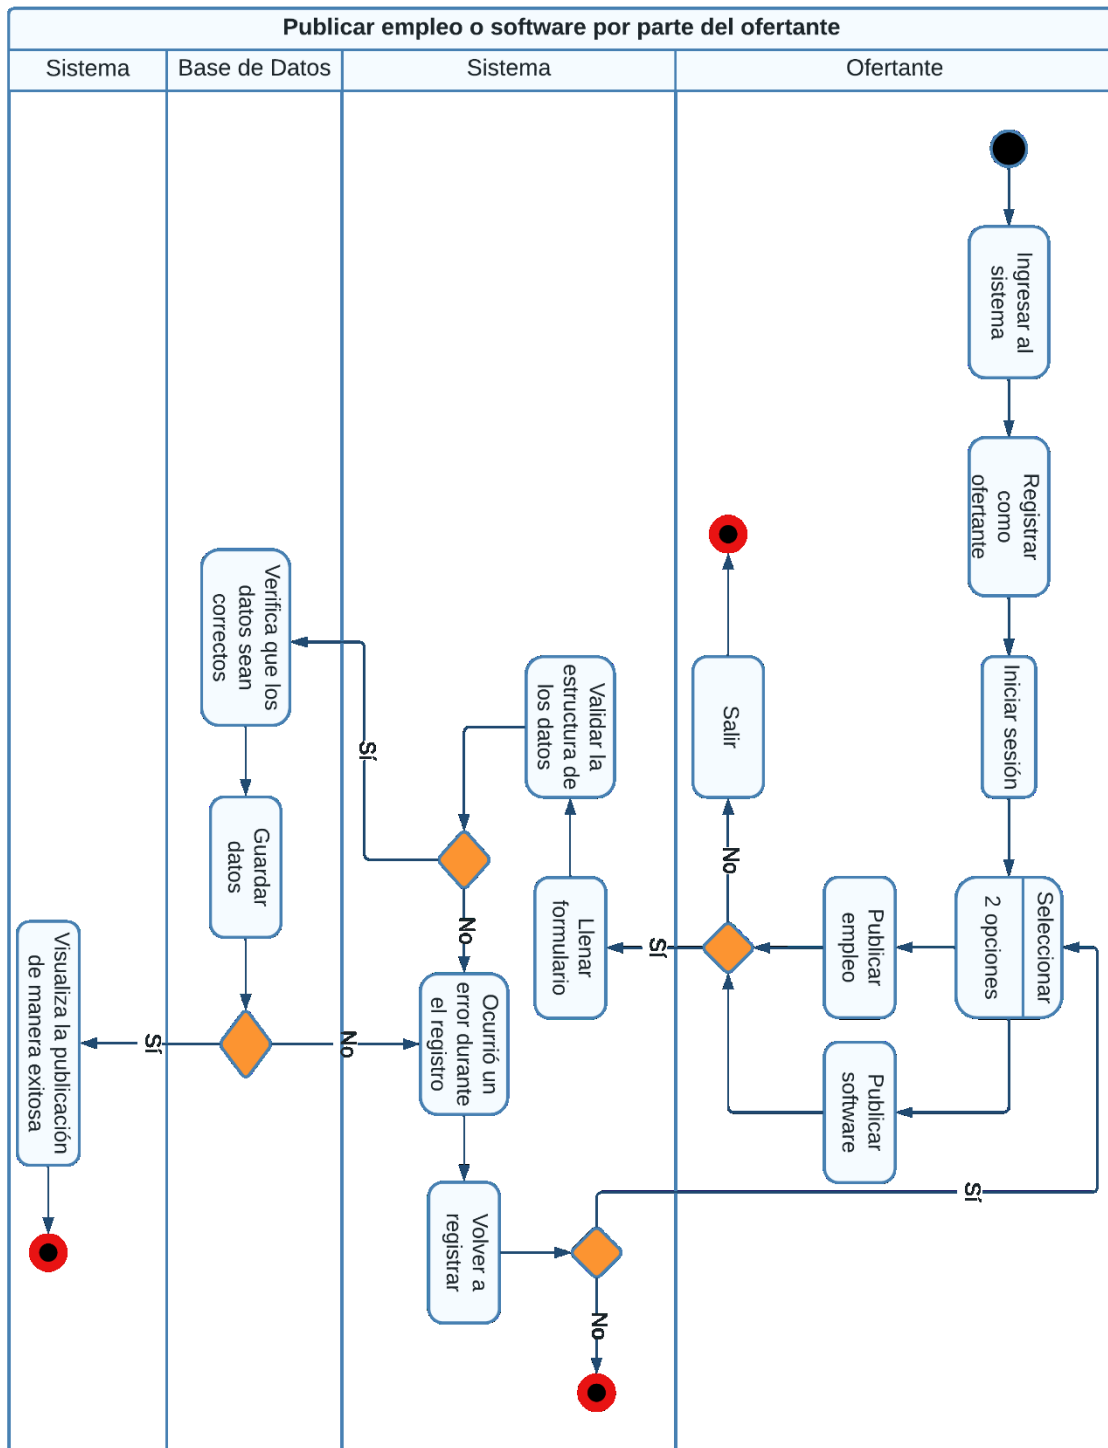 Publicar empleo o software por parte del ofertante
Sistema
Base de Datos
Sistema
Ofertante
Ingresar al
sistema
Registrar
como
ofertante
Iniciar sesión
Seleccionar
2 opciones
Publicar
empleo
Publicar
software
No
Salir
Sí
Llenar
formulario
Validar la
estructura de
los datos
Sí
No
Verifica que los
datos sean
correctos
Guardar
datos
No
Sí
Ocurrió un
error durante
el registro
Volver a
registrar
Sí
No
Visualiza la publicación
de manera exitosa